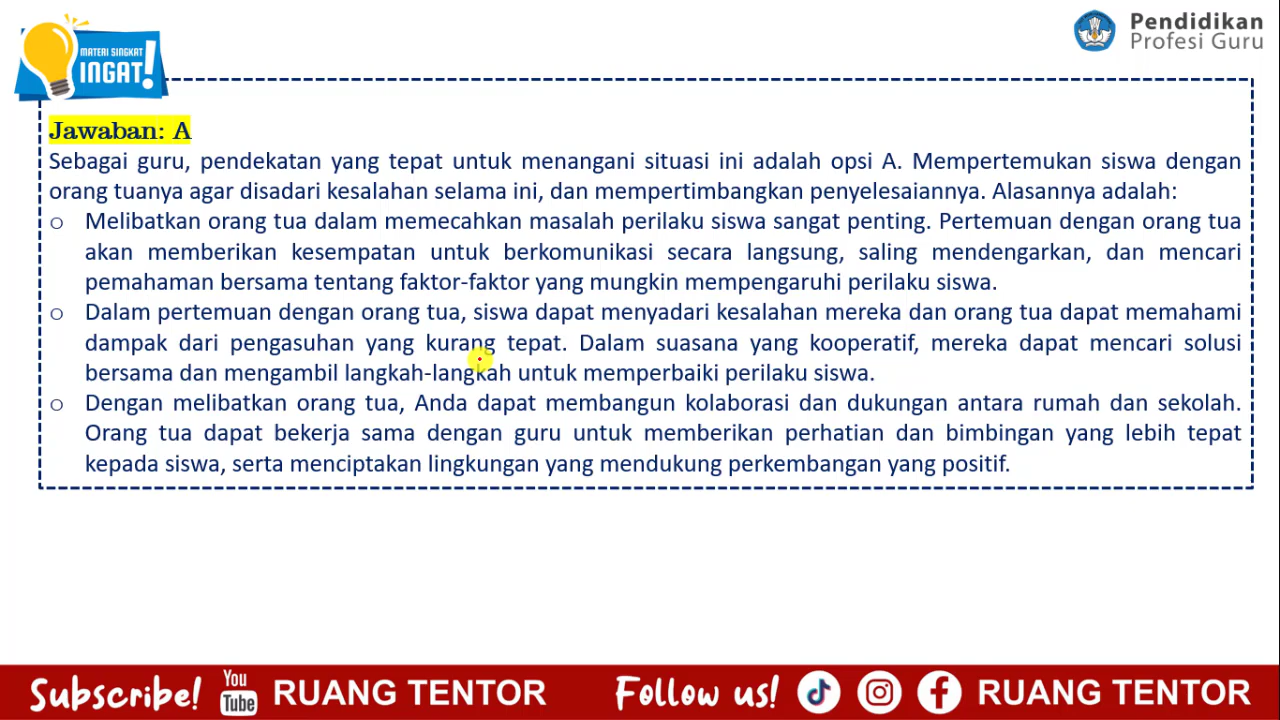 MATERI SINGKAT
INGAT!
Pendidikan
Profesi Guru
Jawaban: A
Sebagai guru, pendekatan yang tepat untuk menangani situasi ini adalah opsi A. Mempertemukan siswa dengan
orang tuanya agar disadari kesalahan selama ini, dan mempertimbangkan penyelesaiannya. Alasannya adalah:
o Melibatkan orang tua dalam memecahkan masalah perilaku siswa sangat penting. Pertemuan dengan orang tua
akan memberikan kesempatan untuk berkomunikasi secara langsung, saling mendengarkan, dan mencari
pemahaman bersama tentang faktor-faktor yang mungkin mempengaruhi perilaku siswa.
o Dalam pertemuan dengan orang tua, siswa dapat menyadari kesalahan mereka dan orang tua dapat memahami
dampak dari pengasuhan yang kurang tepat. Dalam suasana yang kooperatif, mereka dapat mencari solusi
bersama dan mengambil langkah-langkah untuk memperbaiki perilaku siswa.
o Dengan melibatkan orang tua, Anda dapat membangun kolaborasi dan dukungan antara rumah dan sekolah.
Orang tua dapat bekerja sama dengan guru untuk memberikan perhatian dan bimbingan yang lebih tepat
kepada siswa, serta menciptakan lingkungan yang mendukung perkembangan yang positif.
Subscribe! You Tube RUANG TENTOR Follow us! RUANG TENTOR